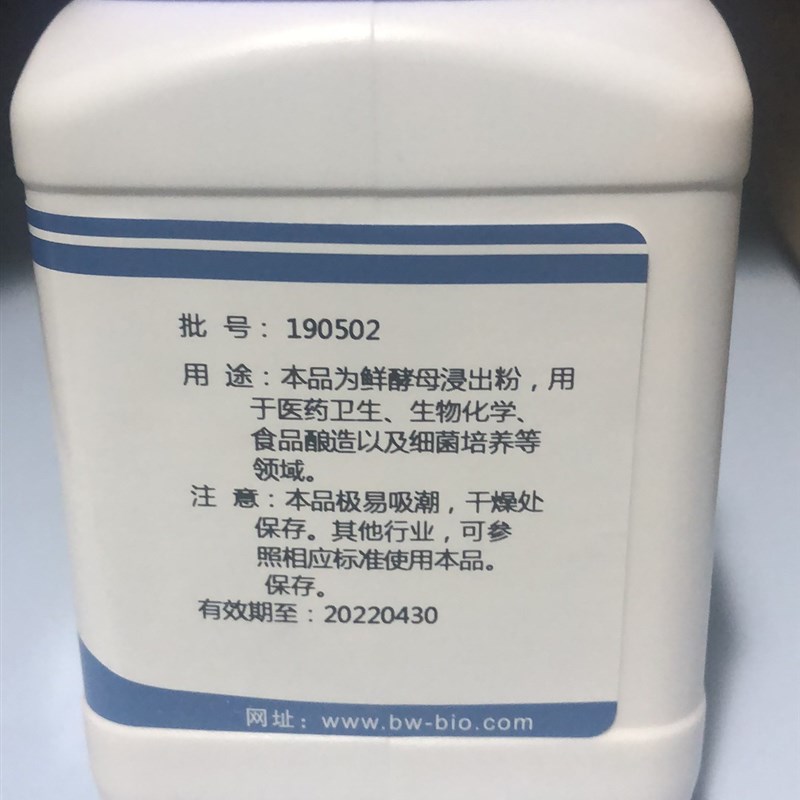 批 号： 190502
用 途：本品为鲜酵母浸出粉，用
于医药卫生、生物化学、
食品酿造以及细菌培养等
领域。
注 意：本品极易吸潮，干燥处
保存。其他行业，可参
照相应标准使用本品。
保存。
有效期至：20220430
网址：www.bw-bio.com